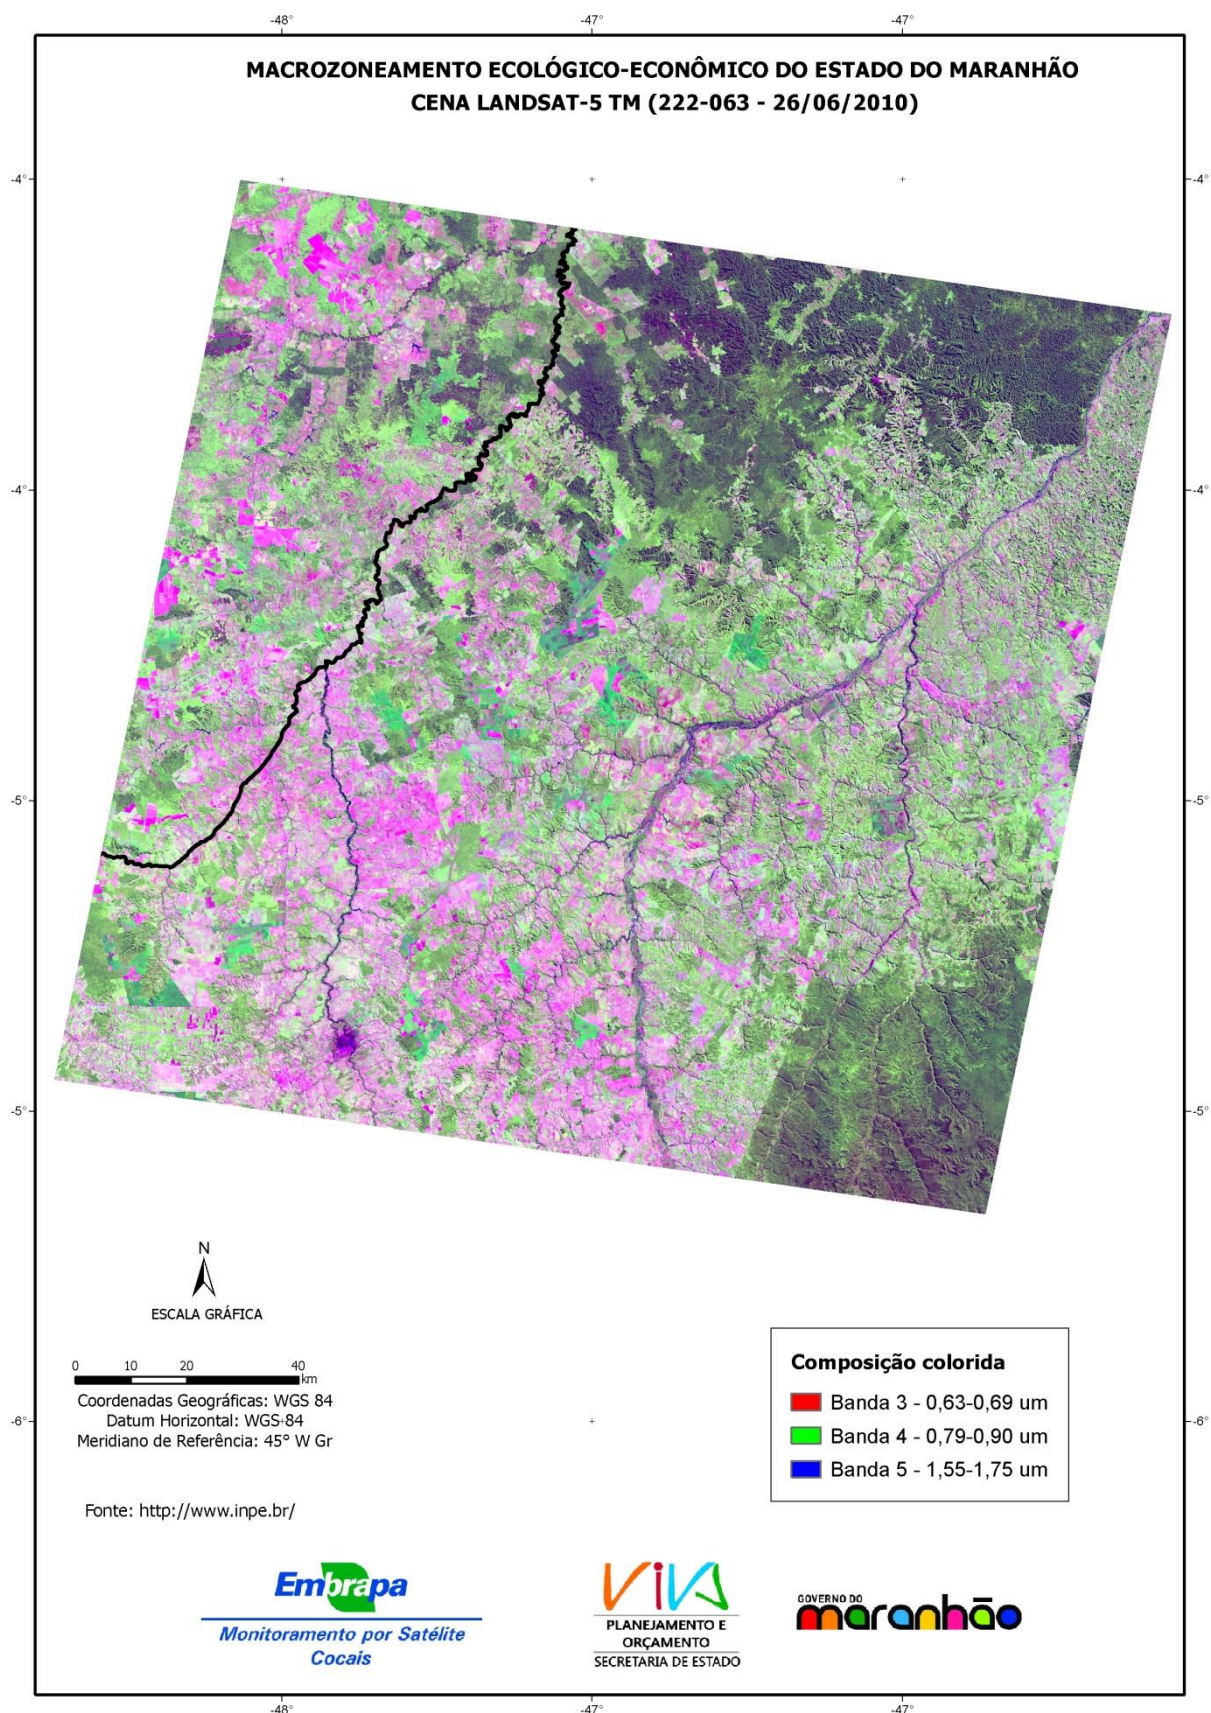 -48° -47° -47°
MACROZONEAMENTO ECOLÓGICO-ECONÔMICO DO ESTADO DO MARANHÃO
CENA LANDSAT-5 TM (222-063 - 26/06/2010)
-4° -4°
-4° -4°
-5° -5°
-5° -5°
N
ESCALA GRÁFICA
0 10 20 40
km
Coordenadas Geográficas: WGS 84
Datum Horizontal: WGS 84
Meridiano de Referência: 45° W Gr
-6° -6°
Composição colorida
Banda 3 - 0,63-0,69 um
Banda 4 - 0,79-0,90 um
Banda 5 - 1,55-1,75 um
Fonte: http://www.inpe.br/
Embrapa
Monitoramento por Satélite
Cocais
VIVA
PLANEJAMENTO E
ORÇAMENTO
SECRETARIA DE ESTADO
GOVERNO DO
maranhão
-48° -47° -47°